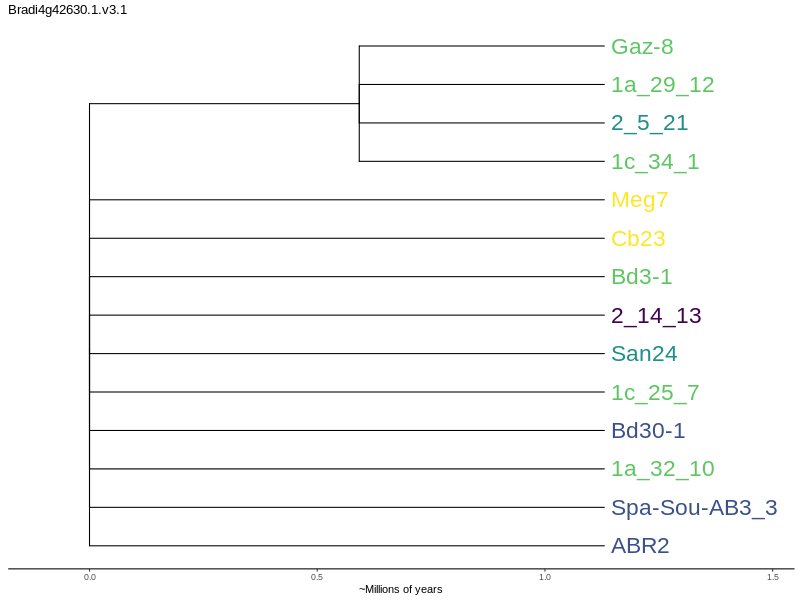 Bradi4g42630.1.v3.1
Gaz-8
1a_29_12
2_5_21
1c_34_1
Meg7
Cb23
Bd3-1
2_14_13
San24
1c_25_7
Bd30-1
1a_32_10
Spa-Sou-AB3_3
ABR2
0.0 0.5 1.0 1.5
~Millions of years